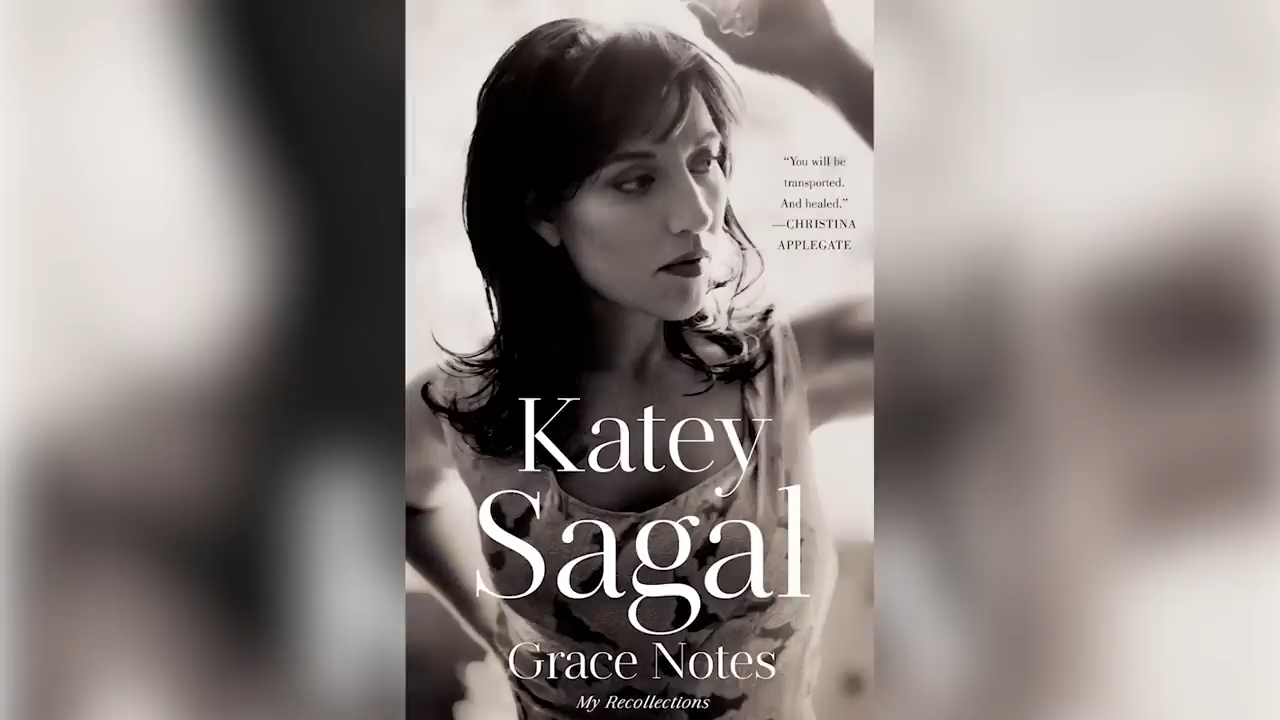 “You will be
transported.
And healed.”
—CHRISTINA
APPLEGATE
Katey
Sagal
Grace Notes
My Recollections